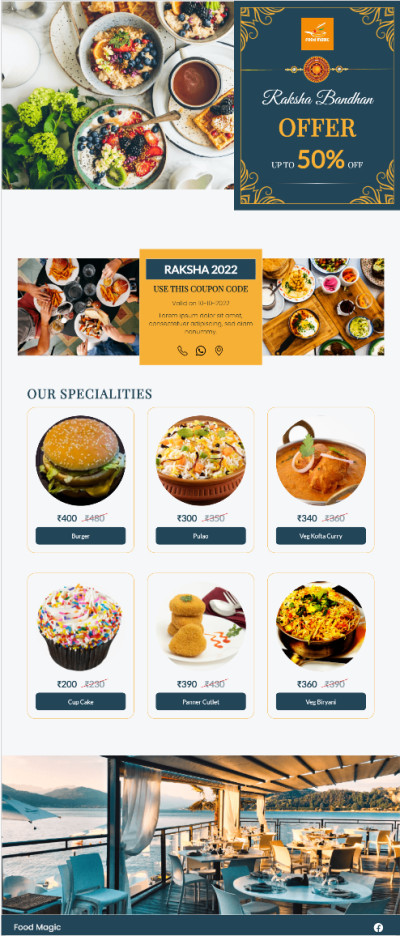 Food Magic
Raksha Bandhan
OFFER
UP TO 50% OFF
RAKSHA 2022
USE THIS COUPON CODE
Valid on 10-19-2022
Lorem ipsum dolor sit amet,
consectetuer adipiscing, sed diam
nonummy.
OUR SPECIALITIES
₹400 ₹480
Burger
₹300 ₹350
Pulao
₹340 ₹360
Veg Kofta Curry
₹200 ₹230
Cup Cake
₹390 ₹430
Panner Cutlet
₹360 ₹390
Veg Biryani
Food Magic